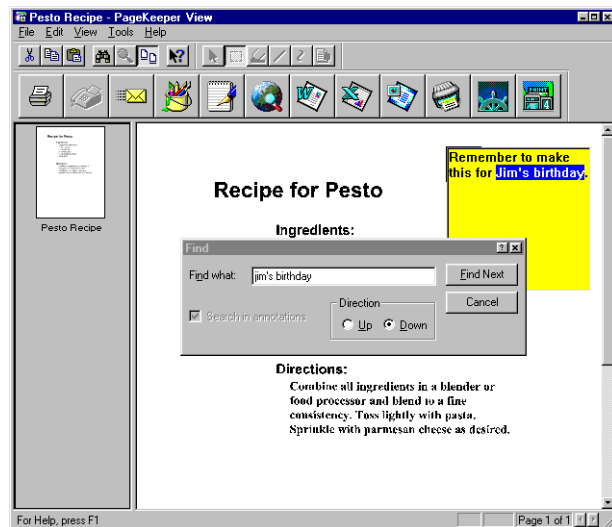 Pesto Recipe - PageKeeper View
File Edit View Tools Help
Recipe for Pesto
Pesto Recipe
Remember to make
this for Jim's birthday.
Recipe for Pesto
Ingredients:
Find
Find what: jim's birthday
Find Next
Cancel
Search in annotations
Direction
Up Down
Directions:
Combine all ingredients in a blender or
food processor and blend to a fine
consistency. Toss lightly with pasta.
Sprinkle with parmesan cheese as desired.
For Help, press F1
Page 1 of 1